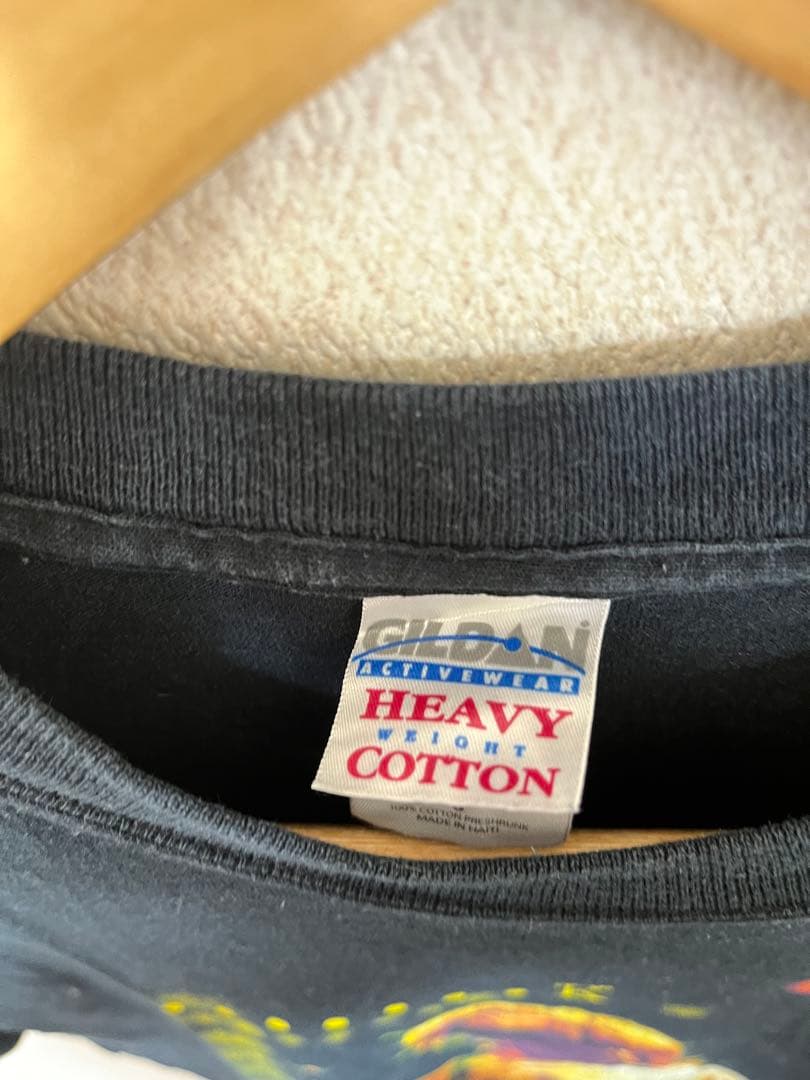 GILDAN
ACTIVEWEAR
HEAVY
WEIGHT
COTTON
100% COTTON PRESHRUNK
MADE IN HAITI